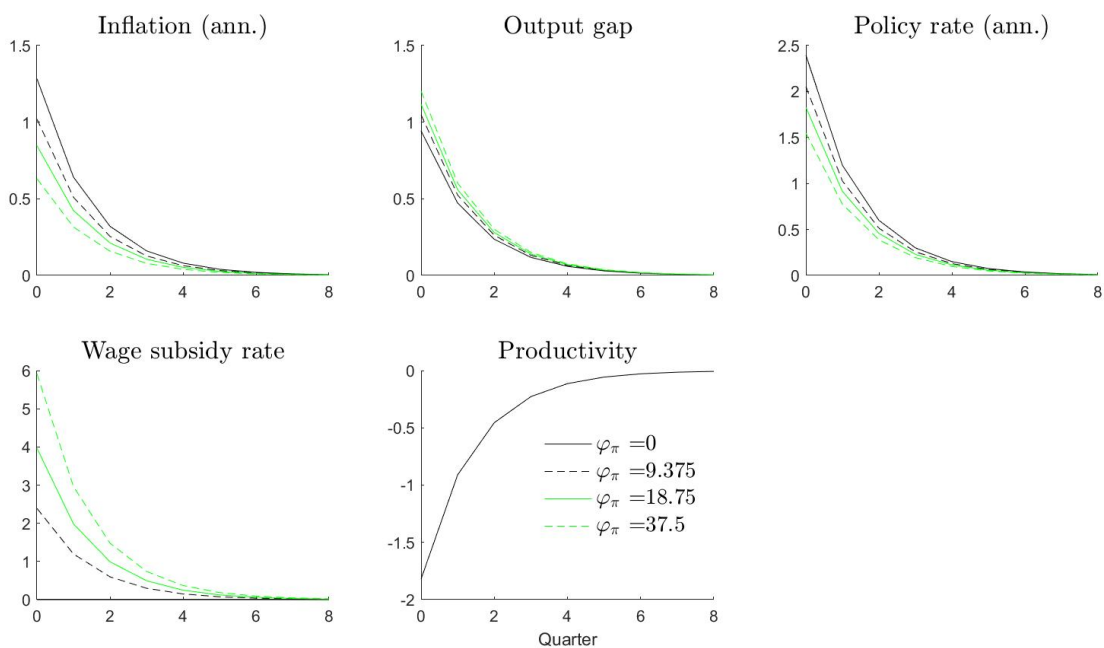 Inflation (ann.)
1.5
1
0.5
0
0 2 4 6 8
Output gap
1.5
1
0.5
0
0 2 4 6 8
Policy rate (ann.)
2.5
2
1.5
1
0.5
0
0 2 4 6 8
Wage subsidy rate
6
5
4
3
2
1
0
0 2 4 6 8
Productivity
0
-0.5
-1
-1.5
-2
φπ =0
φπ =9.375
φπ =18.75
φπ =37.5
0 2 4 6 8
Quarter